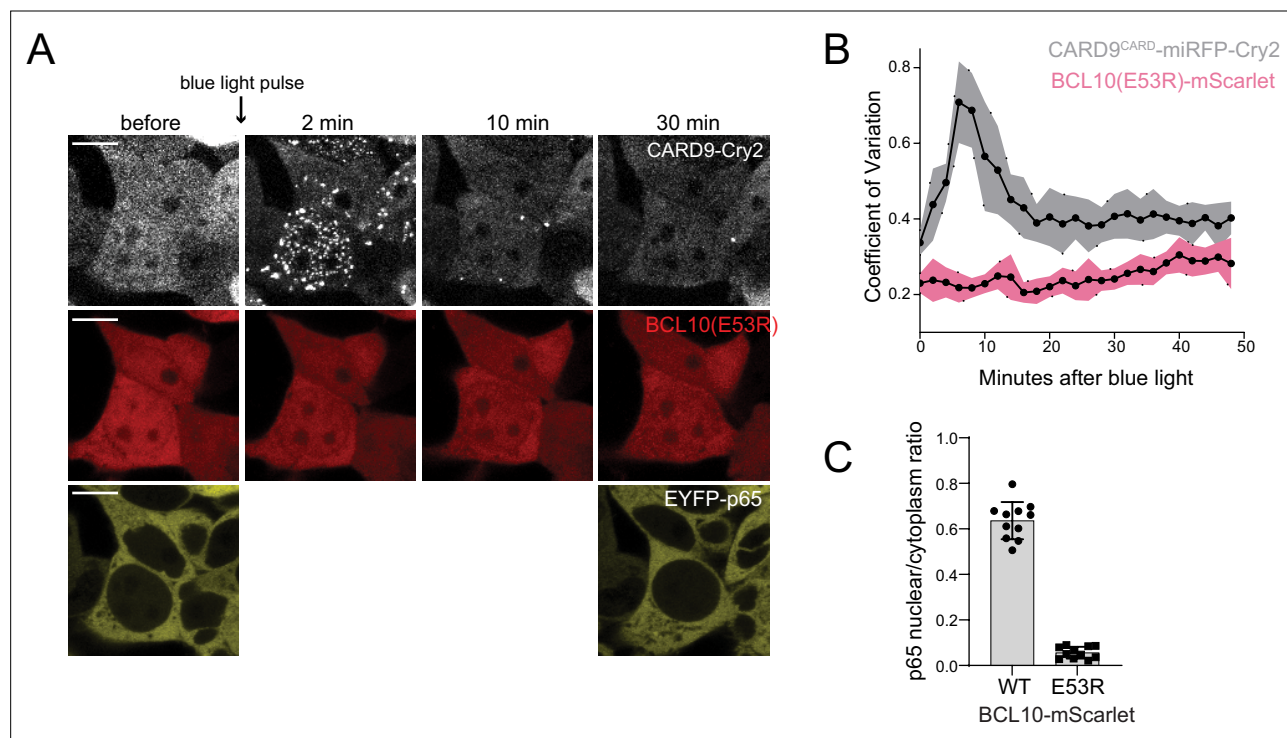 A
blue light pulse
before
2 min
10 min
30 min
CARD9-Cry2
BCL10(E53R)
EYFP-p65
B
CARD9CARD-miRFP-Cry2
BCL10(E53R)-mScarlet
Coefficient of Variation
0.8
0.6
0.4
0.2
0
10
20
30
40
50
Minutes after blue light
C
p65 nuclear/cytoplasm ratio
1.0
0.8
0.6
0.4
0.2
0.0
WT
E53R
BCL10-mScarlet